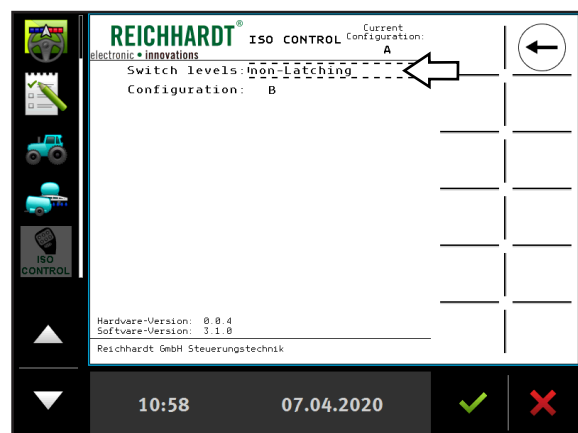 REICHHARDT®
electronic • innovations
ISO CONTROL
Current
Configuration:
A
Switch levels: non-Latching
Configuration: B
ISO
CONTROL
Hardware-Version: 0.0.4
Software-Version: 3.1.0
Reichhardt GmbH Steuerungstechnik
10:58 07.04.2020